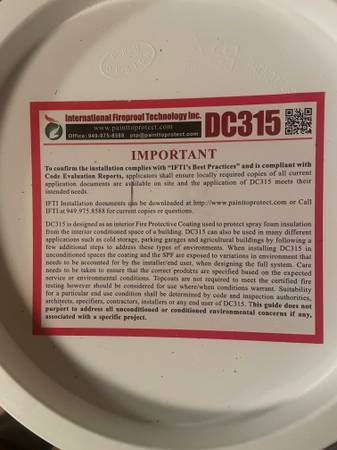 International Fireproof Technology Inc.
www.painttoprotect.com
Office: 949-975-8588 ptp@painttoprotect.com
DC315
IMPORTANT
To confirm the installation complies with "IFTI's Best Practices" and is compliant with
Code Evaluation Reports, applicators shall ensure locally required copies of all current
application documents are available on site and the application of DC315 meets their
intended needs.
IFTI Installation documents can be downloaded at http://www.painttoprotect.com or Call
IFTI at 949.975.8588 for current copies or questions.
DC315 is designed as an interior Fire Protective Coating used to protect spray foam insulation
from the interior conditioned space of a building. DC315 can also be used in many different
applications such as cold storage, parking garages and agricultural buildings by following a
few additional steps to address these types of environments. When installing DC315 in
unconditioned spaces the coating and the SPF are exposed to variations in environment that
needs to be accounted for by the installer/end user, when designing the full system. Care
needs to be taken to ensure that the correct products are specified based on the expected
service or environmental conditions. Topcoats are not required to meet the certified fire
testing however should be considered for use where/when conditions warrant. Suitability
for a particular end use condition shall be determined by code and inspection authorities,
architects, specifiers, contractors, installers or any end user of DC315. This guide does not
purport to address all unconditioned or conditioned environmental concerns if any,
associated with a specific project.